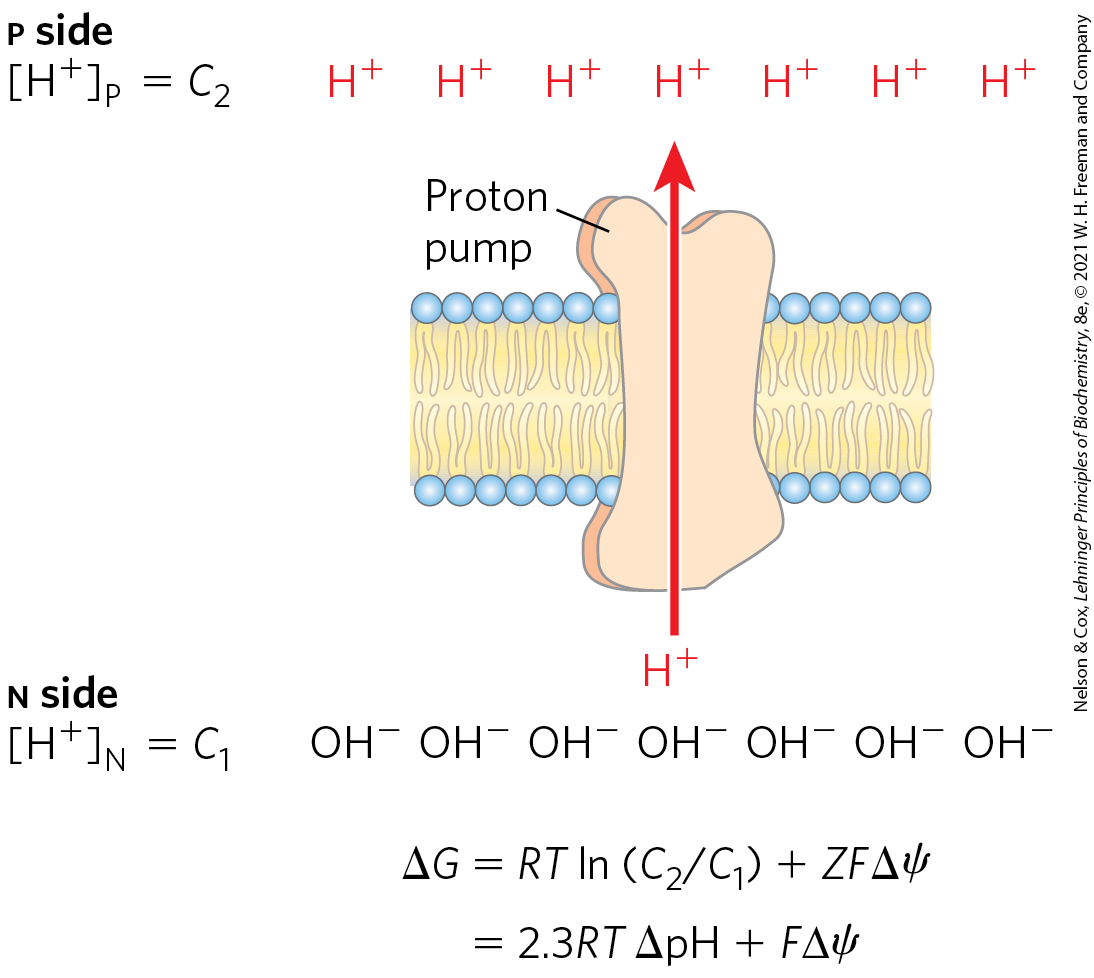 P side
[H⁺]P = C₂
H⁺ H⁺ H⁺ H⁺ H⁺ H⁺ H⁺
Proton
pump
H⁺
N side
[H⁺]N = C₁
OH⁻ OH⁻ OH⁻ OH⁻ OH⁻ OH⁻ OH⁻
ΔG = RT ln (C₂/C₁) + ZFΔψ
= 2.3RT ΔpH + FΔψ
Nelson & Cox, Lehninger Principles of Biochemistry, 8e, © 2021 W. H. Freeman and Company